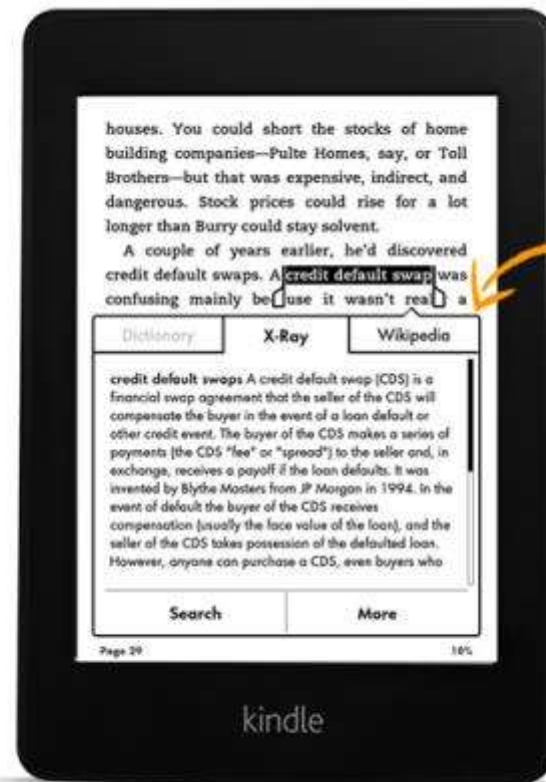 houses. You could short the stocks of home
building companies—Pulte Homes, say, or Toll
Brothers—but that was expensive, indirect, and
dangerous. Stock prices could rise for a lot
longer than Burry could stay solvent.
A couple of years earlier, he'd discovered
credit default swaps. A credit default swap was
confusing mainly because it wasn't really a
Dictionary X-Ray Wikipedia
credit default swaps A credit default swap (CDS) is a
financial swap agreement that the seller of the CDS will
compensate the buyer in the event of a loan default or
other credit event. The buyer of the CDS makes a series of
payments (the CDS "fee" or "spread") to the seller and, in
exchange, receives a payoff if the loan defaults. It was
invented by Blythe Masters from JP Morgan in 1994. In the
event of default the buyer of the CDS receives
compensation (usually the face value of the loan), and the
seller of the CDS takes possession of the defaulted loan.
However, anyone can purchase a CDS, even buyers who
Search More
Page 29 10%
kindle